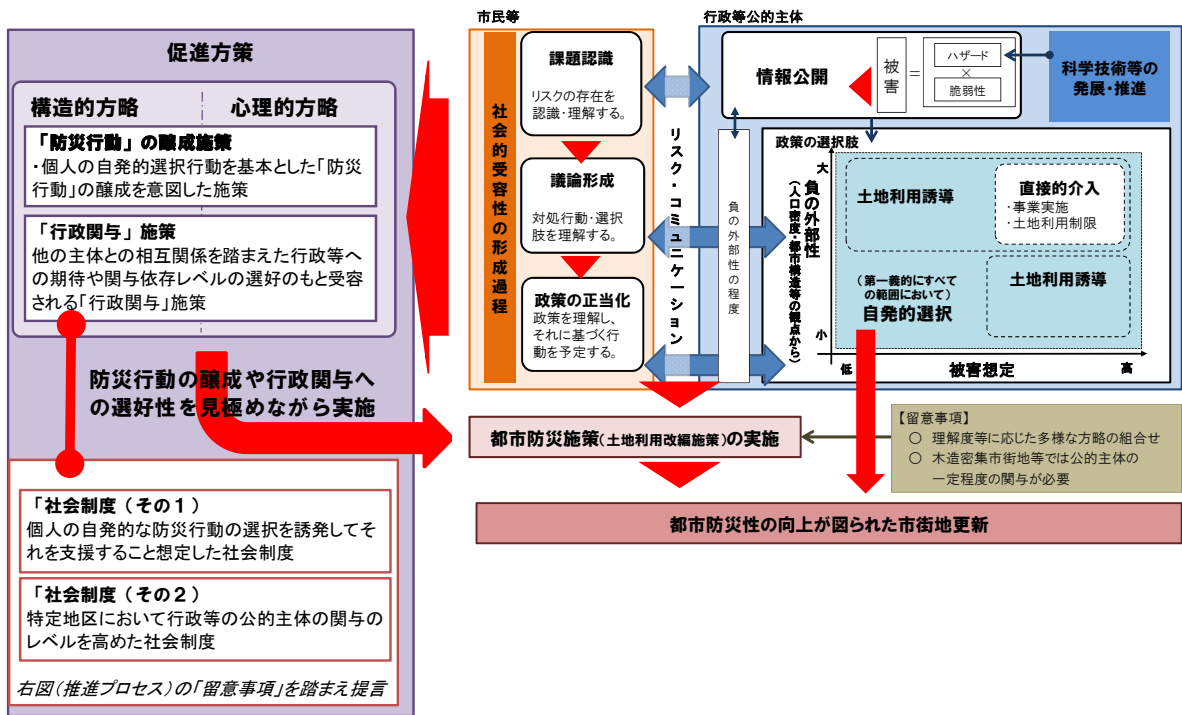 促進方策
構造的方略
心理的方略
「防災行動」の醸成施策
・個人の自発的選択行動を基本とした「防災
行動」の醸成を意図した施策
「行政関与」施策
他の主体との相互関係を踏まえた行政等へ
の期待や関与依存レベルの選好のもと受容
される「行政関与」施策
防災行動の醸成や行政関与へ
の選好性を見極めながら実施
「社会制度（その１）
個人の自発的な防災行動の選択を誘発してそ
れを支援すること想定した社会制度
「社会制度（その２）
特定地区において行政等の公的主体の関与の
レベルを高めた社会制度
右図（推進プロセス）の「留意事項」を踏まえ提言
市民等
社会的受容性の形成過程
課題認識
リスクの存在を
認識・理解する。
議論形成
対処行動・選択
肢を理解する。
政策の正当化
政策を理解し、
それに基づく行
動を予定する。
リスク・コミュニケーション
行政等公的主体
情報公開
被害
＝
ハザード
×
脆弱性
科学技術等の
発展・推進
負の外部性の程度
政策の選択肢
大
負の外部性
（人口密度・都市構造等の観点から）
小
土地利用誘導
直接的介入
・事業実施
・土地利用制限
（第一義的にすべて
の範囲において）
自発的選択
土地利用誘導
低
被害想定
高
都市防災施策（土地利用改編施策）の実施
【留意事項】
○ 理解度等に応じた多様な方略の組合せ
○ 木造密集市街地等では公的主体の
一定程度の関与が必要
都市防災性の向上が図られた市街地更新